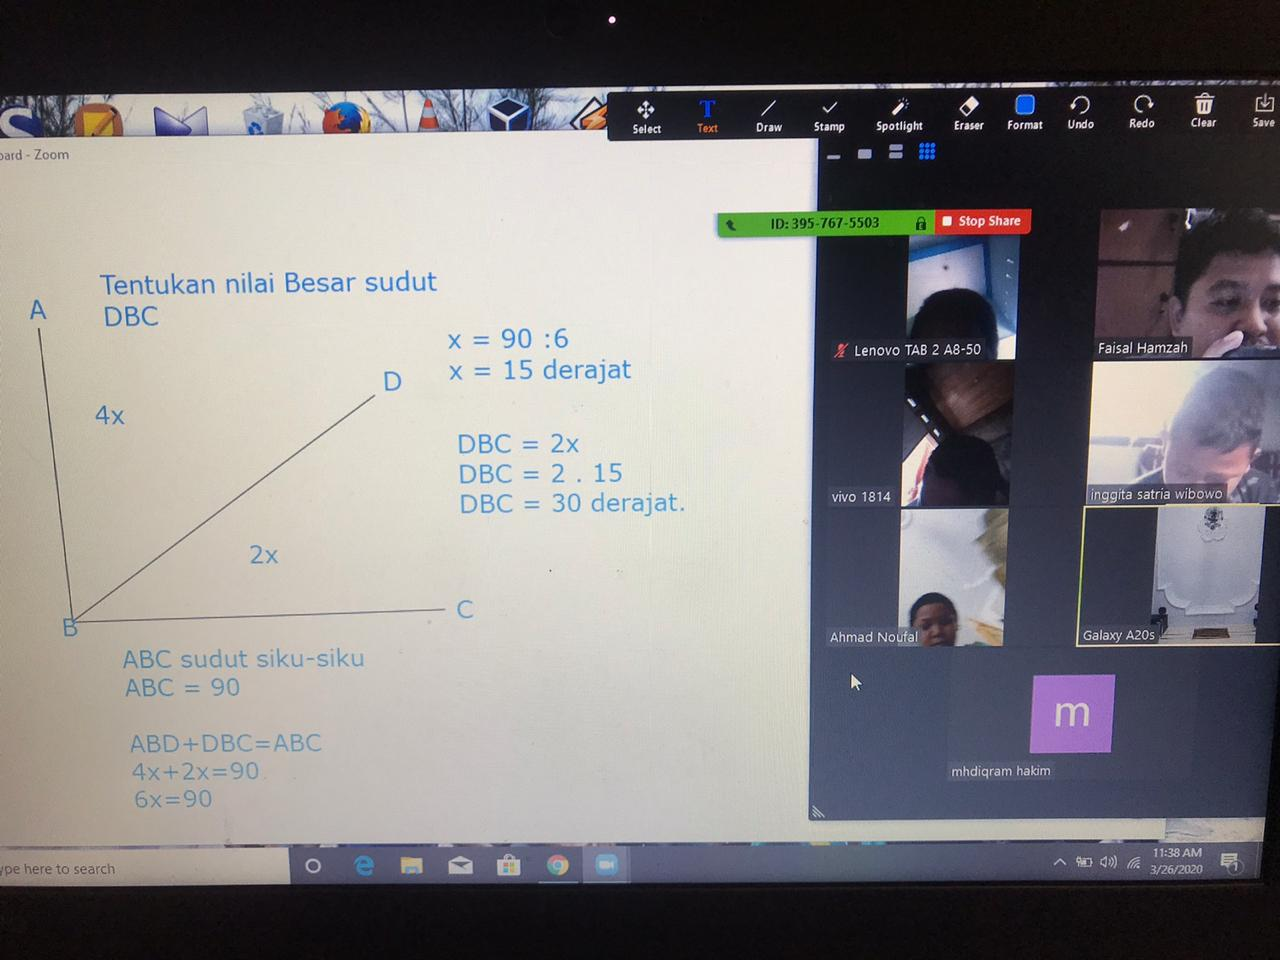 Select
Text
Draw
Stamp
Spotlight
Eraser
Format
Undo
Redo
Clear
Save
- Zoom
ID: 395-767-5503
Stop Share
Tentukan nilai Besar sudut
DBC
A
D
4x
2x
B
C
x = 90 :6
x = 15 derajat
DBC = 2x
DBC = 2 . 15
DBC = 30 derajat.
ABC sudut siku-siku
ABC = 90
ABD+DBC=ABC
4x+2x=90
6x=90
Lenovo TAB 2 A8-50
Faisal Hamzah
vivo 1814
inggita satria wibowo
Ahmad Noufal
Galaxy A20s
m
mhdiqram hakim
ype here to search
11:38 AM
3/26/2020
1